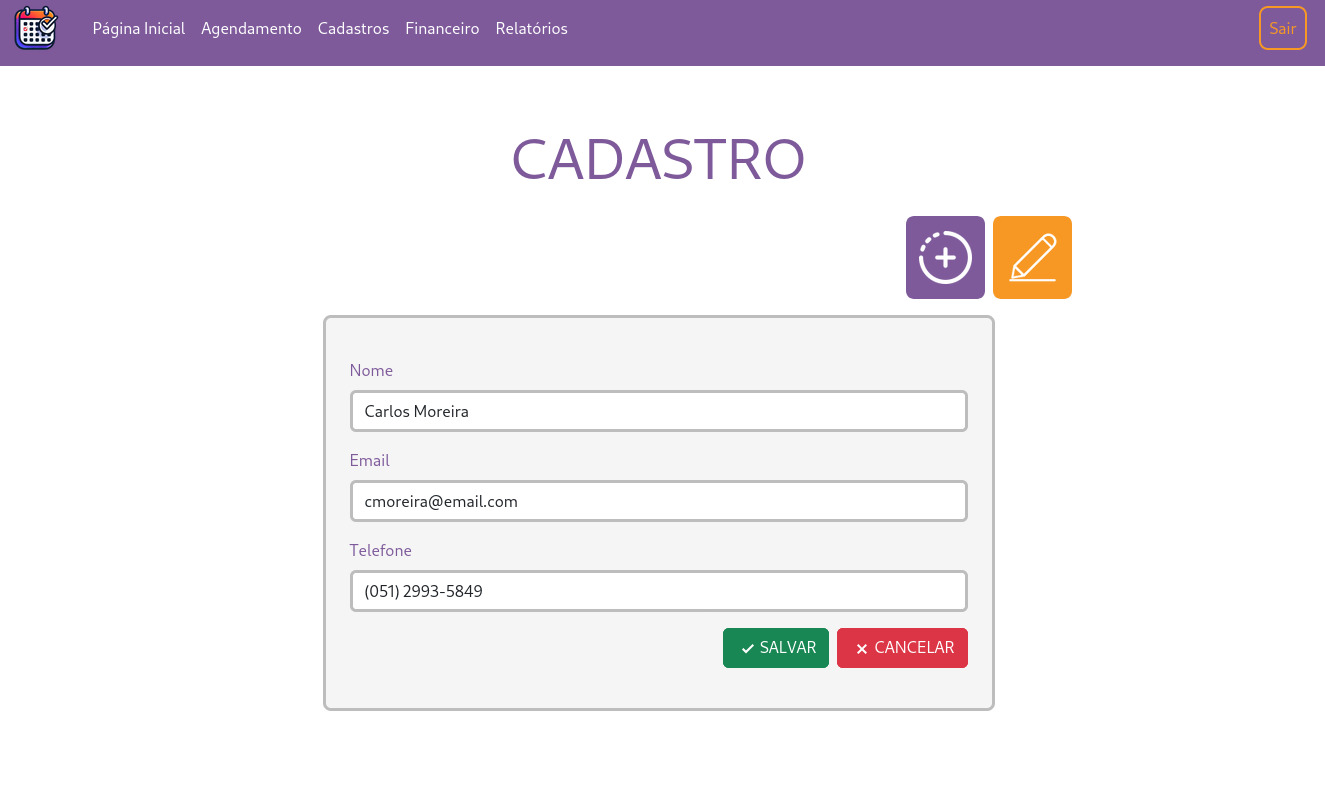 Página Inicial Agendamento Cadastros Financeiro Relatórios Sair
CADASTRO
Nome
Carlos Moreira
Email
cmoreira@email.com
Telefone
(051) 2993-5849
SALVAR CANCELAR